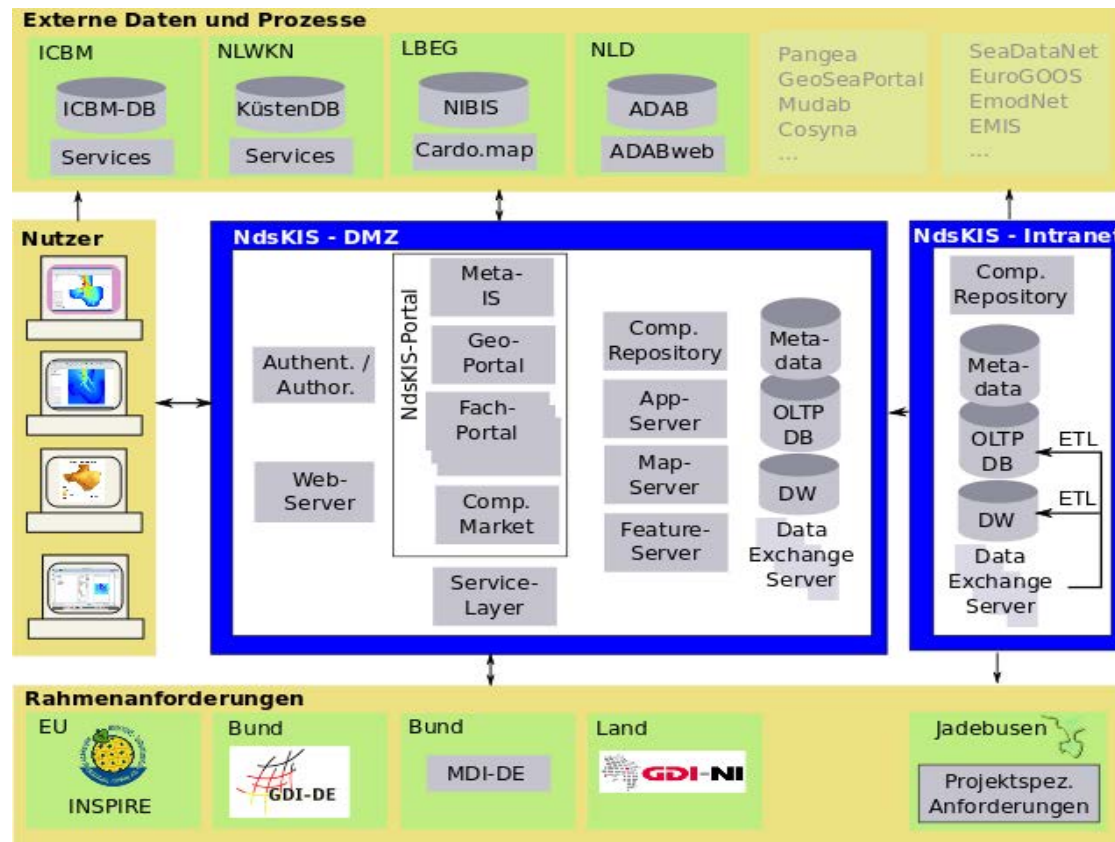 Externe Daten und Prozesse
ICBM
ICBM-DB
Services
NLWKN
KüstenDB
Services
LBEG
NIBIS
Cardo.map
NLD
ADAB
ADABweb
Pangea
GeoSeaPortal
Mudab
Cosyna
...
SeaDataNet
EuroGOOS
EmodNet
EMIS
...
Nutzer
NdsKIS - DMZ
Authent. /
Author.
Web-
Server
NdsKIS-Portal
Meta-
IS
Geo-
Portal
Fach-
Portal
Comp.
Market
Service-
Layer
Comp.
Repository
App-
Server
Map-
Server
Feature-
Server
Meta-
data
OLTP
DB
DW
Data
Exchange
Server
NdsKIS - Intranet
Comp.
Repository
Meta-
data
OLTP
DB
ETL
DW
ETL
Data
Exchange
Server
Rahmenanforderungen
EU
INSPIRE
Bund
GDI-DE
Bund
MDI-DE
Land
GDI-NI
Jadebusen
Projektspez.
Anforderungen